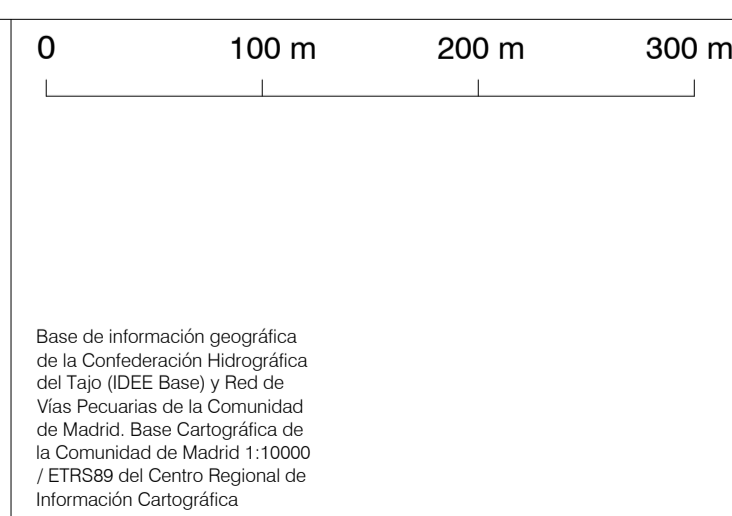 0 100 m 200 m 300 m
Base de información geográfica
de la Confederación Hidrográfica
del Tajo (IDEE Base) y Red de
Vías Pecuarias de la Comunidad
de Madrid. Base Cartográfica de
la Comunidad de Madrid 1:10000
/ ETRS89 del Centro Regional de
Información Cartográfica